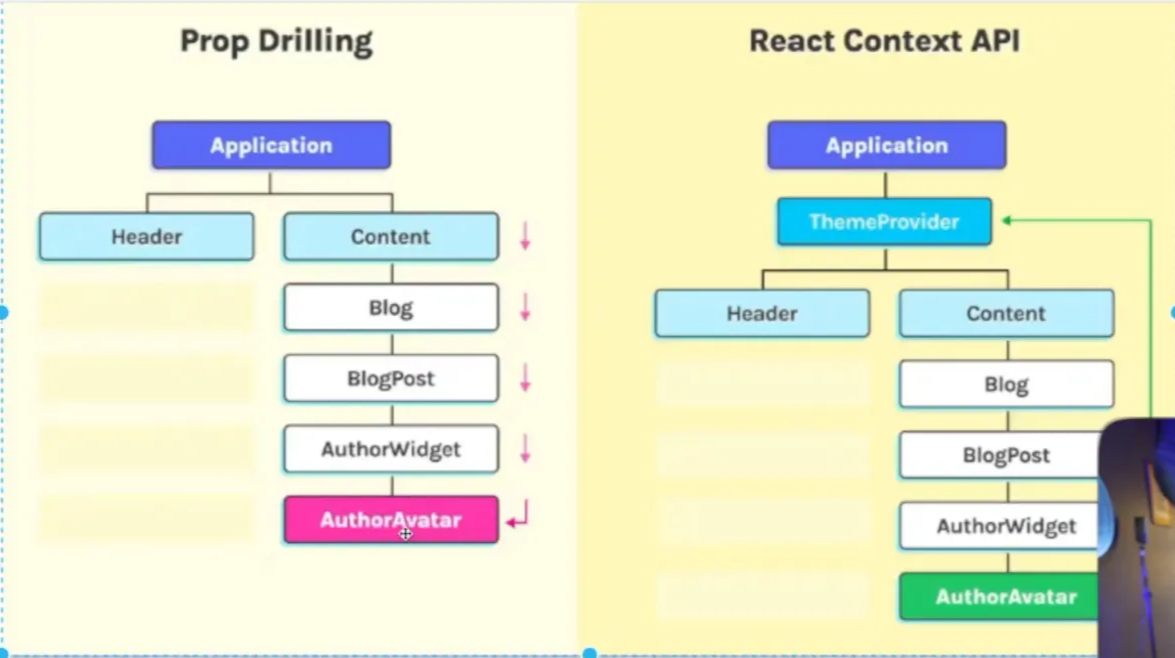 Prop Drilling
Application
Header
Content
Blog
BlogPost
AuthorWidget
AuthorAvatar
React Context API
Application
ThemeProvider
Header
Content
Blog
BlogPost
AuthorWidget
AuthorAvatar